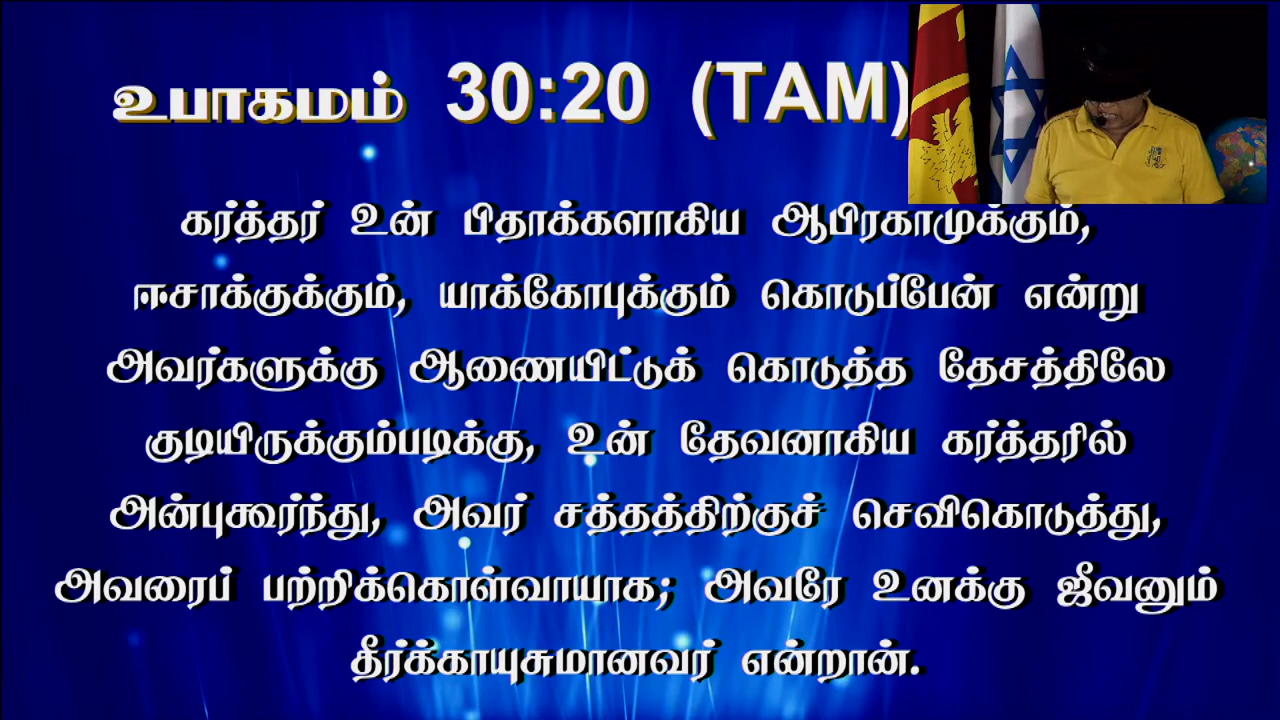 உபாகமம் 30:20 (TAM)
கர்த்தர் உன் பிதாக்களாகிய ஆபிரகாமுக்கும்,
ஈசாக்குக்கும், யாக்கோபுக்கும் கொடுப்பேன் என்று
அவர்களுக்கு ஆணையிட்டுக் கொடுத்த தேசத்திலே
குடியிருக்கும்படிக்கு, உன் தேவனாகிய கர்த்தரில்
அன்புகூர்ந்து, அவர் சத்தத்திற்குச் செவிகொடுத்து,
அவரைப் பற்றிக்கொள்வாயாக; அவரே உனக்கு ஜீவனும்
தீர்க்காயுசுமானவர் என்றான்.